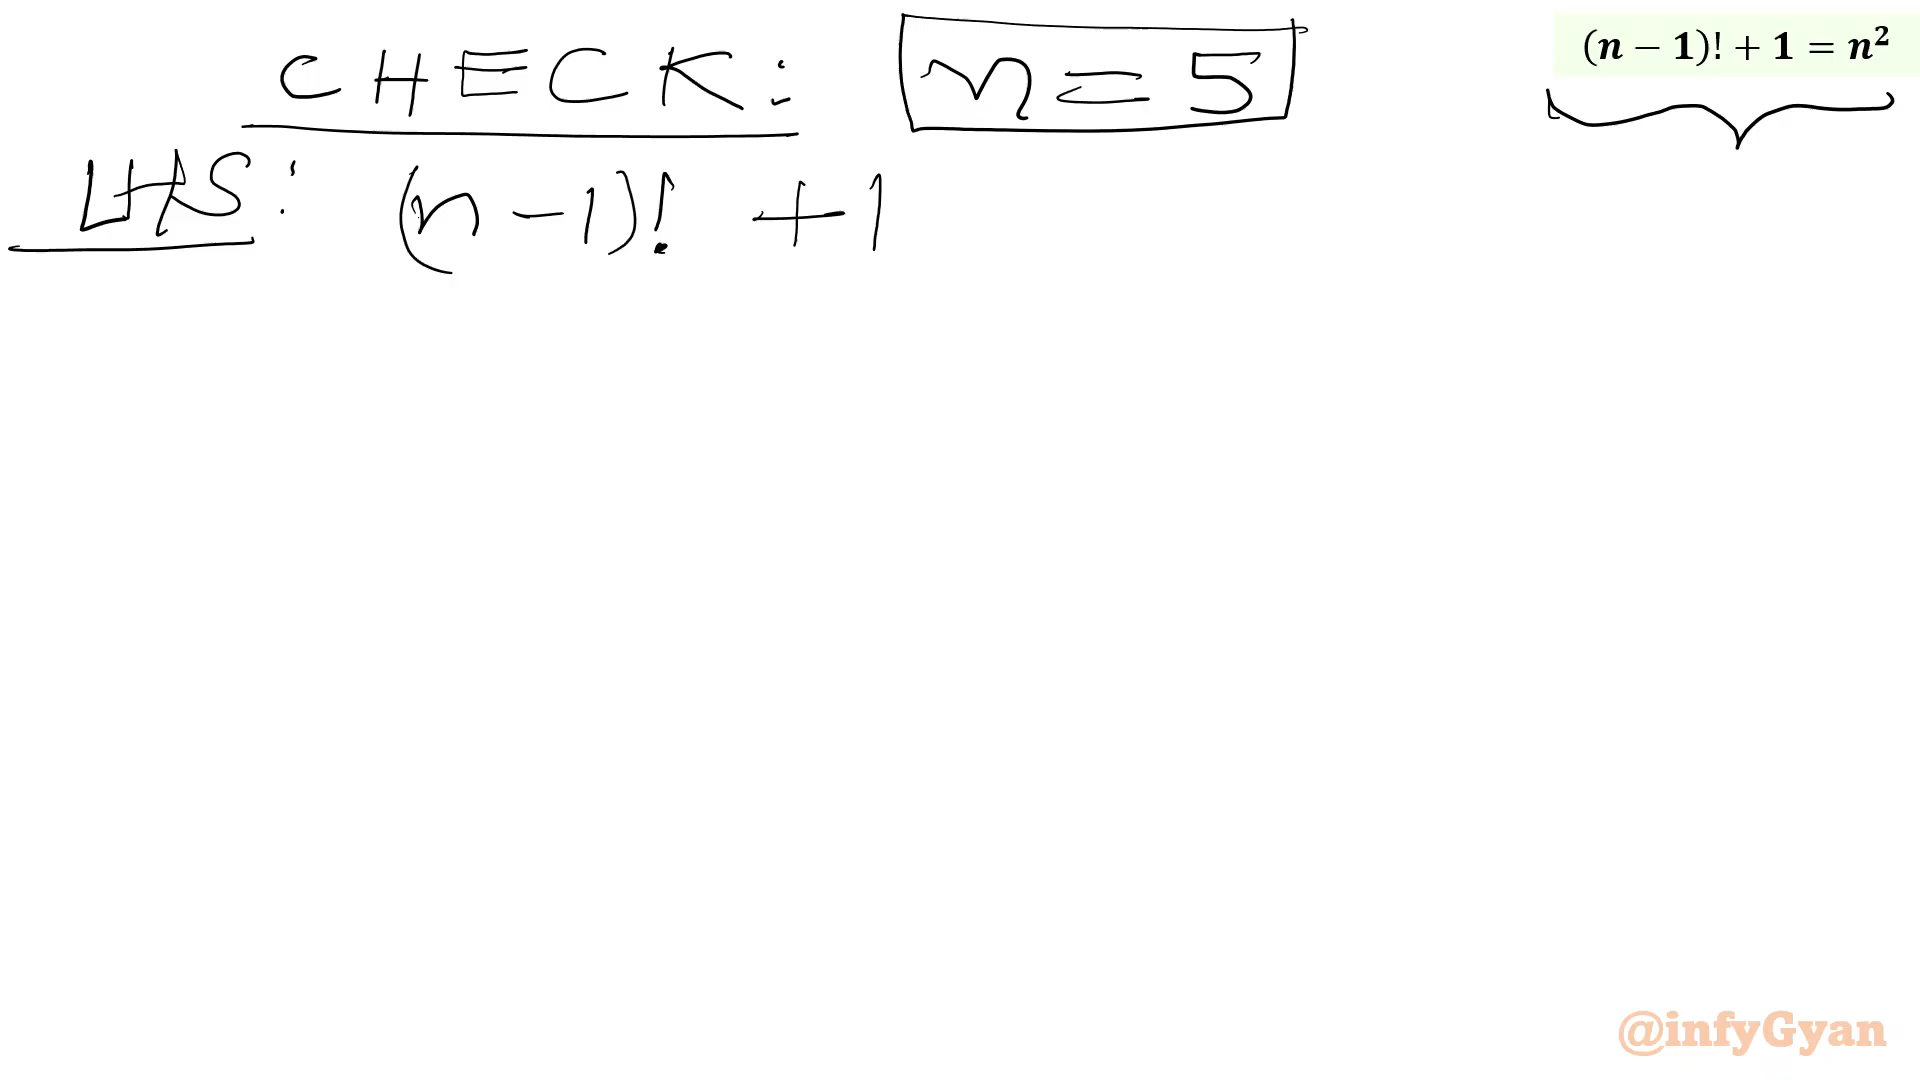 CHECK: n = 5
(n − 1)! + 1 = n²
LHS: (n − 1)! + 1
@infyGyan